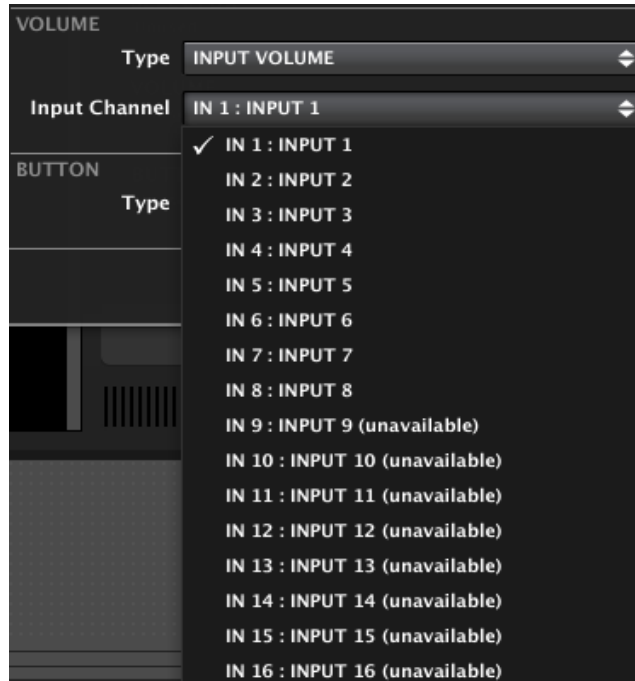 VOLUME
Type INPUT VOLUME
Input Channel IN 1 : INPUT 1
✓ IN 1 : INPUT 1
BUTTON
IN 2 : INPUT 2
Type
IN 3 : INPUT 3
IN 4 : INPUT 4
IN 5 : INPUT 5
IN 6 : INPUT 6
IN 7 : INPUT 7
IN 8 : INPUT 8
IN 9 : INPUT 9 (unavailable)
IN 10 : INPUT 10 (unavailable)
IN 11 : INPUT 11 (unavailable)
IN 12 : INPUT 12 (unavailable)
IN 13 : INPUT 13 (unavailable)
IN 14 : INPUT 14 (unavailable)
IN 15 : INPUT 15 (unavailable)
IN 16 : INPUT 16 (unavailable)